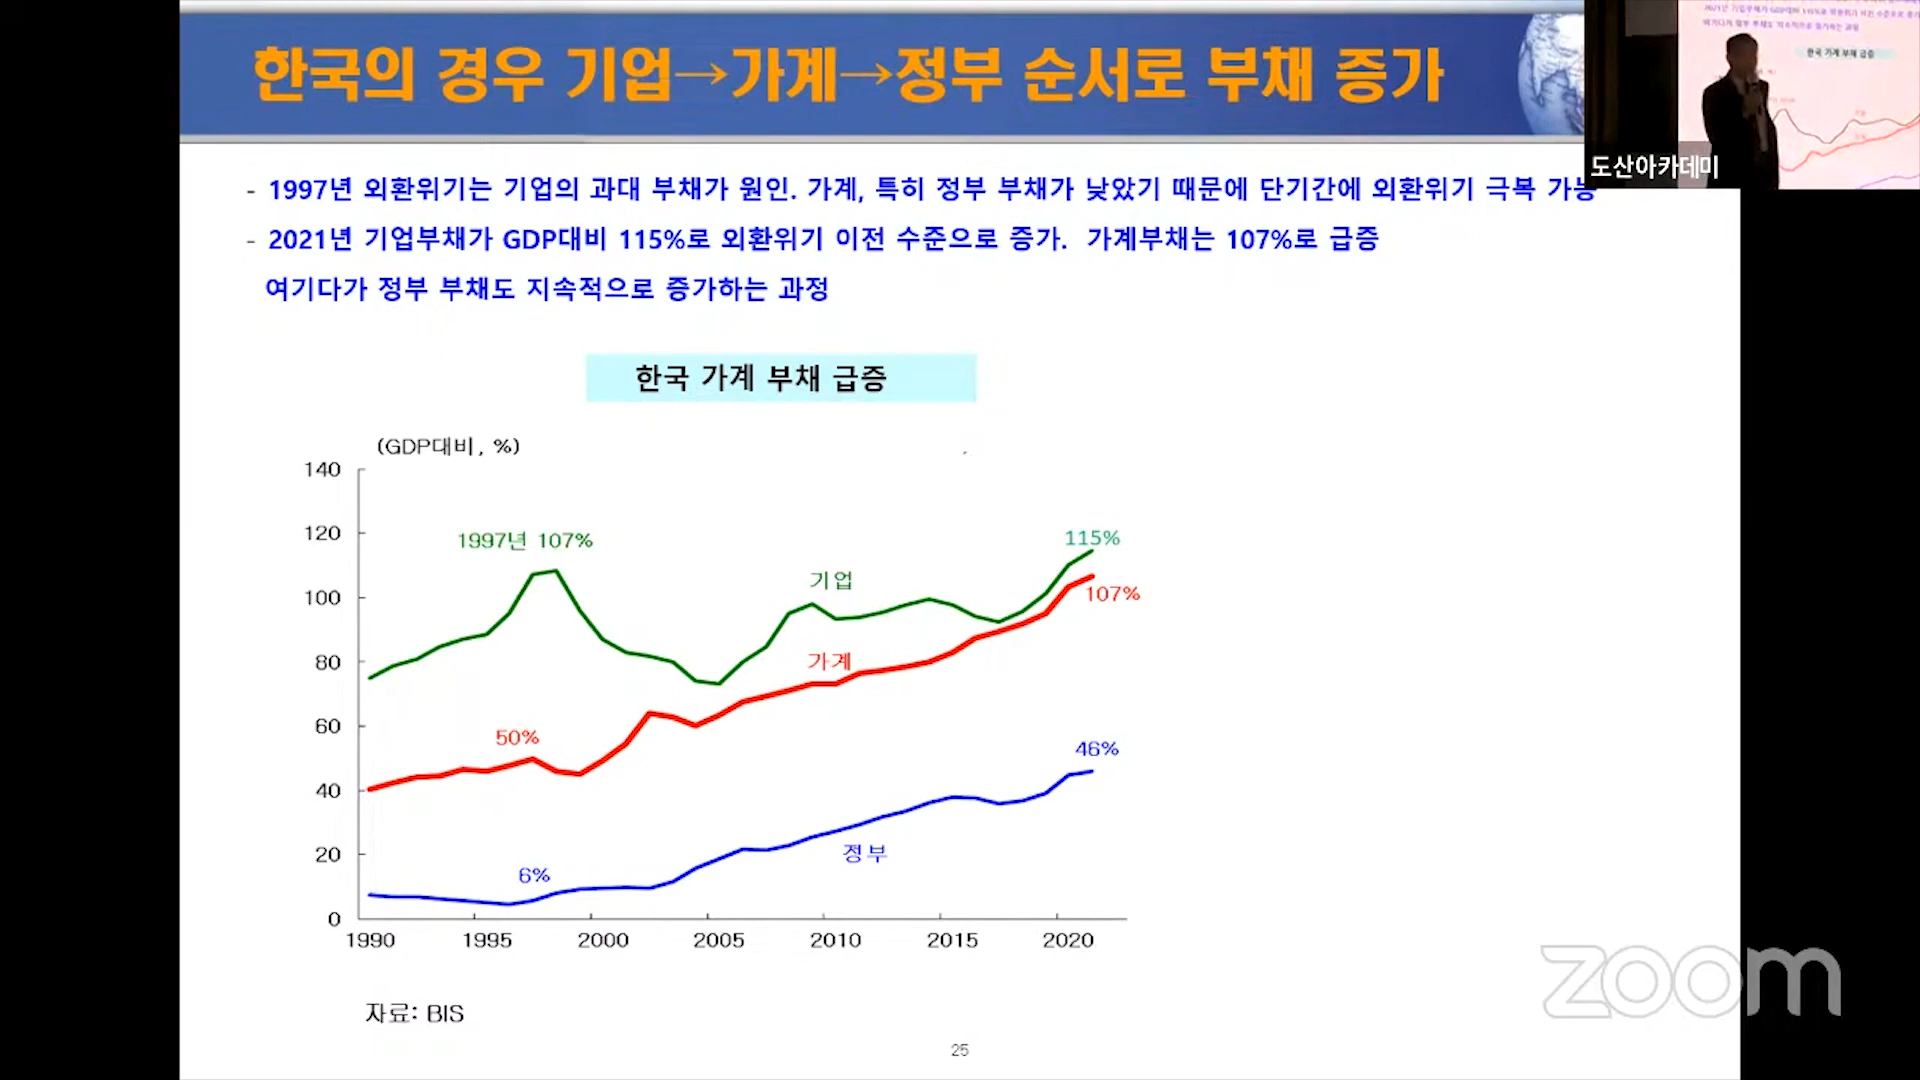 한국의 경우 기업→가계→정부 순서로 부채 증가
- 1997년 외환위기는 기업의 과대 부채가 원인. 가계, 특히 정부 부채가 낮았기 때문에 단기간에 외환위기 극복 가능
- 2021년 기업부채가 GDP대비 115%로 외환위기 이전 수준으로 증가. 가계부채는 107%로 급증
여기다가 정부 부채도 지속적으로 증가하는 과정
한국 가계 부채 급증
(GDP대비, %)
140
120
100
80
60
40
20
0
1997년 107%
기업
115%
107%
가계
50%
46%
정부
6%
1990 1995 2000 2005 2010 2015 2020
자료: BIS
25
도산아카데미
한국 가계 부채 급증
zoom